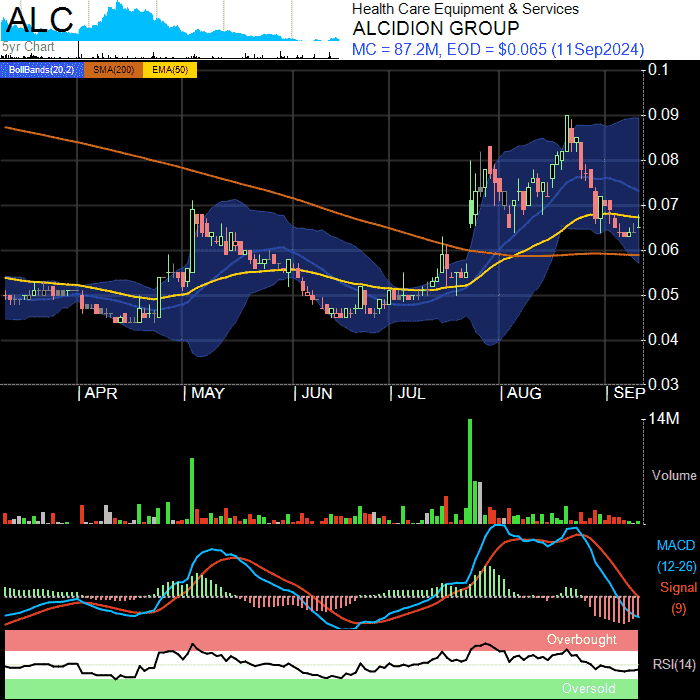 ALC
5yr Chart
Health Care Equipment & Services
ALCIDION GROUP
MC = 87.2M, EOD = $0.065 (11Sep2024)
BollBands(20,2) SMA(200) EMA(50)
0.1
0.09
0.08
0.07
0.06
0.05
0.04
0.03
APR MAY JUN JUL AUG SEP
14M
Volume
MACD
(12-26)
Signal
(9)
Overbought
RSI(14)
Oversold